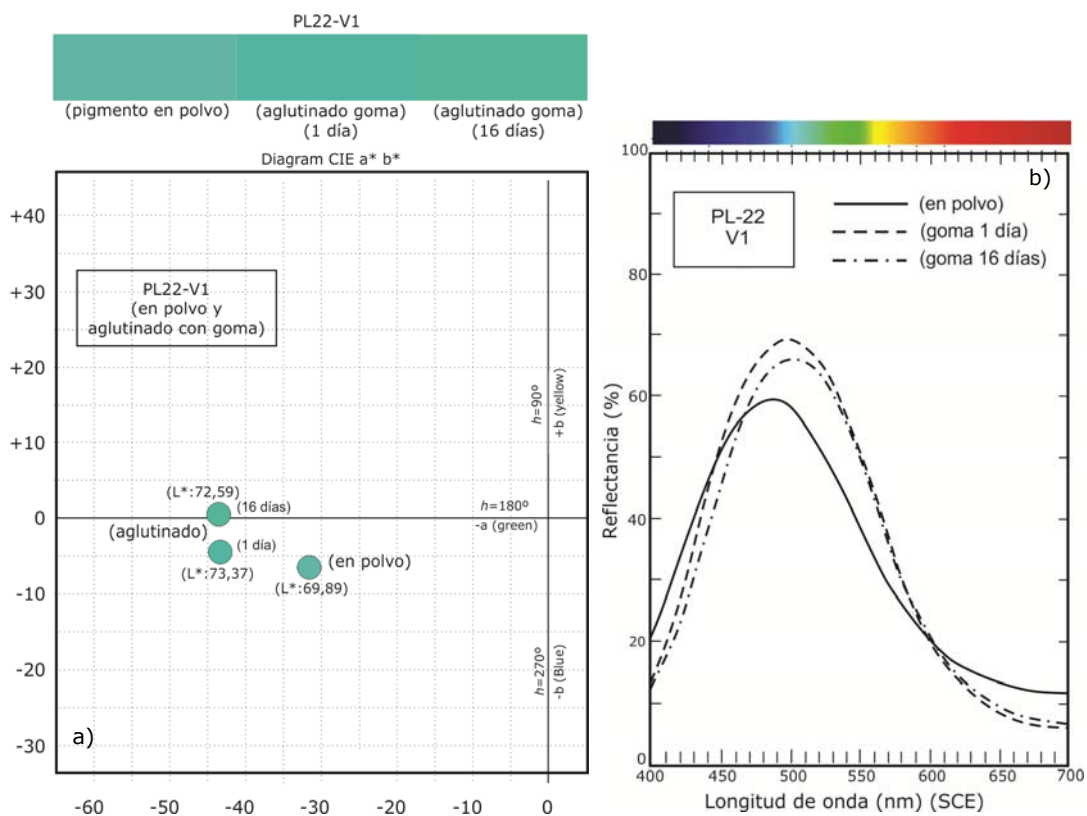 PL22-V1
(pigmento en polvo)
(aglutinado goma)
(1 día)
(aglutinado goma)
(16 días)
Diagram CIE a* b*
+40
+30
+20
+10
0
-10
-20
-30
PL22-V1
(en polvo y
aglutinado con goma)
h=90º
+b (yellow)
h=180º
-a (green)
h=270º
-b (Blue)
(L*:72,59)
(16 días)
(aglutinado)
(1 día)
(L*:73,37)
(en polvo)
(L*:69,89)
a)
-60
-50
-40
-30
-20
-10
0
b)
100
80
60
40
20
0
Reflectancia (%)
PL-22
V1
(en polvo)
(goma 1 día)
(goma 16 días)
400
450
500
550
600
650
700
Longitud de onda (nm) (SCE)